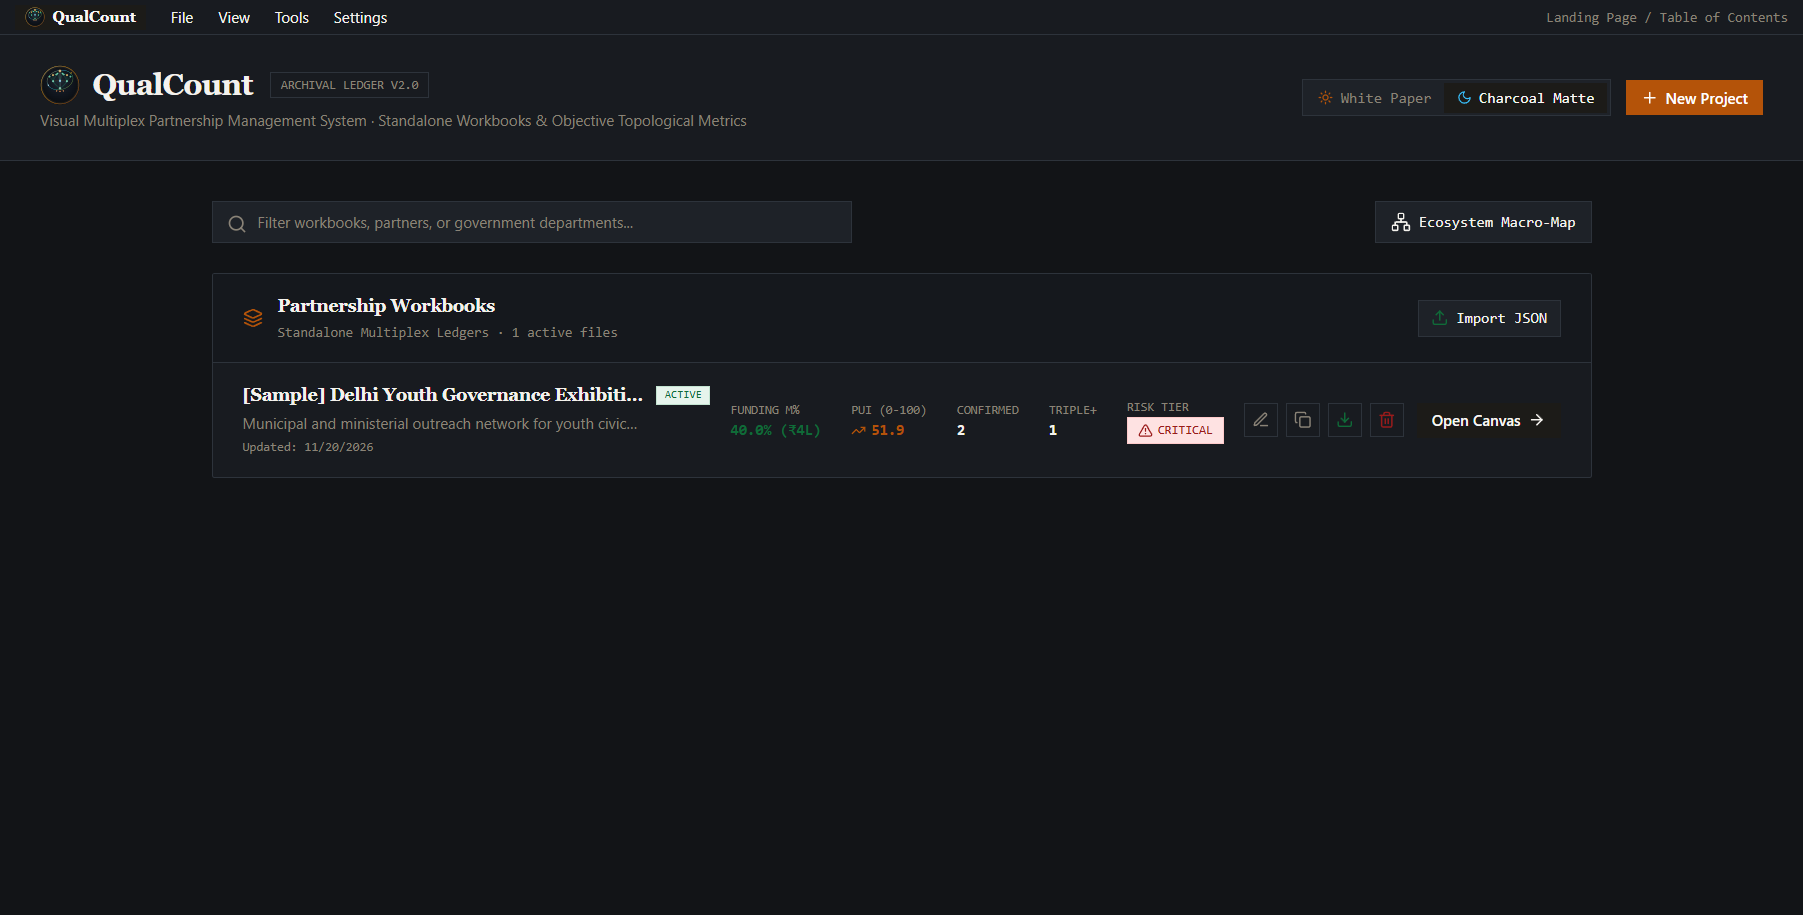 QualCount File View Tools Settings Landing Page / Table of Contents
QualCount ARCHIVAL LEDGER V2.0
Visual Multiplex Partnership Management System · Standalone Workbooks & Objective Topological Metrics
White Paper Charcoal Matte + New Project
Filter workbooks, partners, or government departments...
Ecosystem Macro-Map
Partnership Workbooks
Standalone Multiplex Ledgers · 1 active files
Import JSON
[Sample] Delhi Youth Governance Exhibiti... ACTIVE
Municipal and ministerial outreach network for youth civic...
Updated: 11/20/2026
FUNDING M%
40.0% (₹4L)
PUI (0-100)
51.9
CONFIRMED
2
TRIPLE+
1
RISK TIER
CRITICAL
Open Canvas →